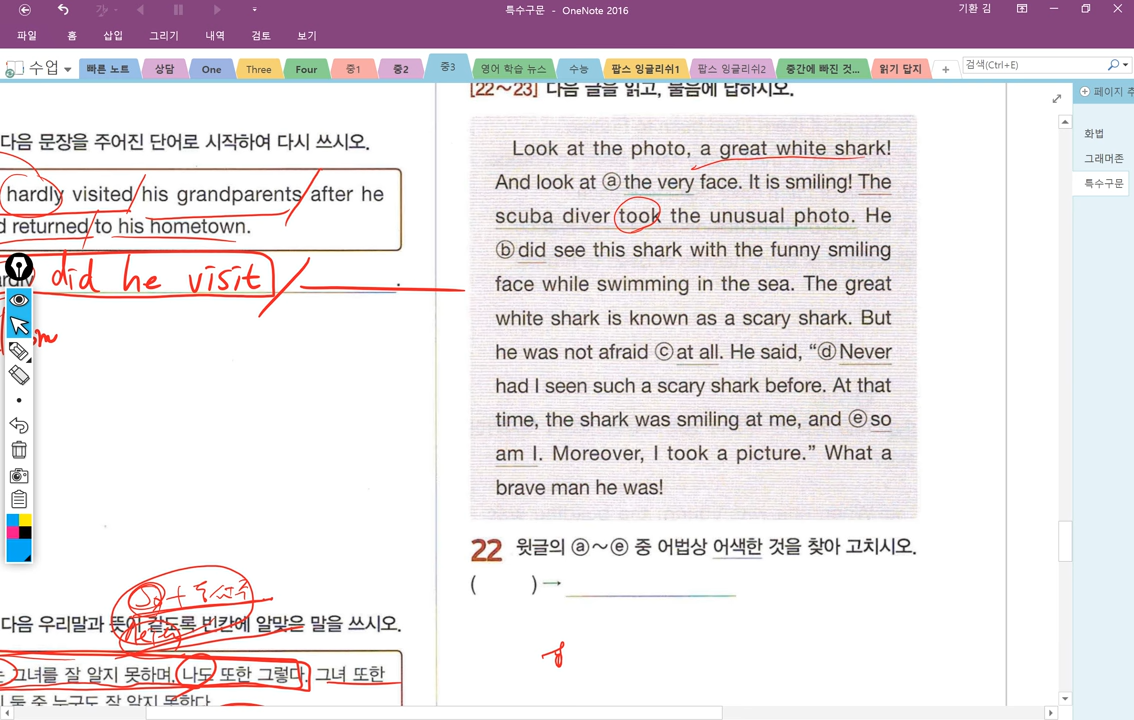 특수구문 - OneNote 2016
기환 김
파일 홈 삽입 그리기 내역 검토 보기
수업 빠른 노트 상담 One Three Four 중1 중2 중3 영어 학습 뉴스 수능 팝스 잉글리쉬1 팝스 잉글리쉬2 중간에 빠진 것... 읽기 답지 + 검색(Ctrl+E)
페이지 추
화법
그래머존
특수구문
다음 문장을 주어진 단어로 시작하여 다시 쓰시오.
hardly visited his grandparents after he
returned to his hometown.
did he visit
다음 우리말과 뜻이 같도록 빈칸에 알맞은 말을 쓰시오.
그녀를 잘 알지 못하며, 나도 또한 그렇다. 그녀 또한
둘 중 누구도 잘 알지 못한다.
[22~23] 다음 글을 읽고, 물음에 답하시오.
Look at the photo, a great white shark!
And look at ⓐ the very face. It is smiling! The
scuba diver took the unusual photo. He
ⓑ did see this shark with the funny smiling
face while swimming in the sea. The great
white shark is known as a scary shark. But
he was not afraid ⓒ at all. He said, “ⓓ Never
had I seen such a scary shark before. At that
time, the shark was smiling at me, and ⓔ so
am I. Moreover, I took a picture.” What a
brave man he was!
22 윗글의 ⓐ~ⓔ 중 어법상 어색한 것을 찾아 고치시오.
( ) →